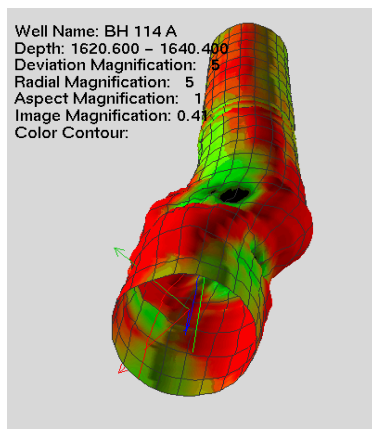 Well Name: BH 114 A
Depth: 1620.600 - 1640.400
Deviation Magnification: 5
Radial Magnification: 5
Aspect Magnification: 1
Image Magnification: 0.41
Color Contour: